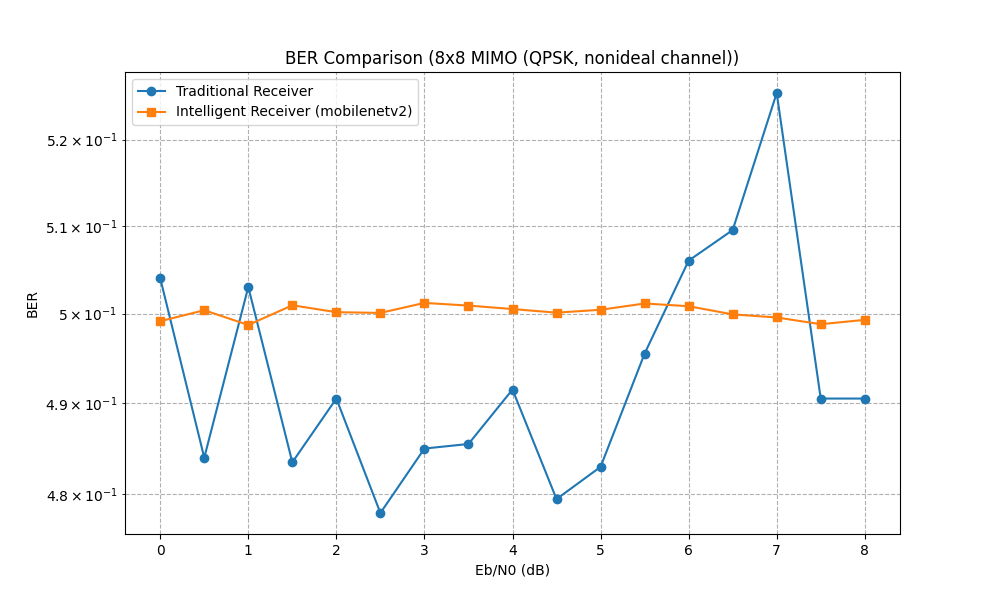 BER Comparison (8x8 MIMO (QPSK, nonideal channel))
Traditional Receiver
Intelligent Receiver (mobilenetv2)
5.2 × 10⁻¹
5.1 × 10⁻¹
5 × 10⁻¹
4.9 × 10⁻¹
4.8 × 10⁻¹
BER
0 1 2 3 4 5 6 7 8
Eb/N0 (dB)